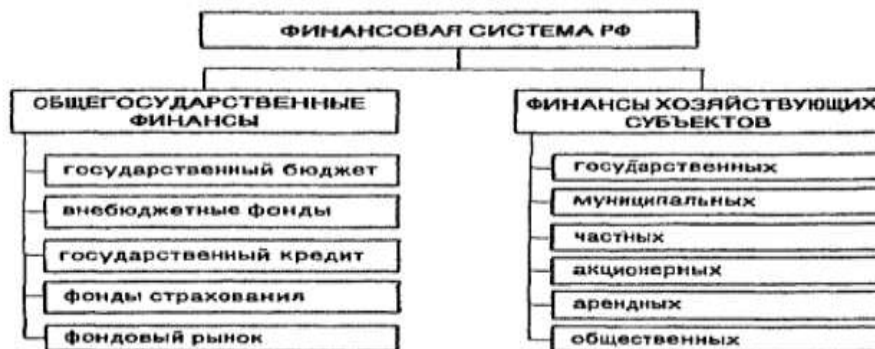 ФИНАНСОВАЯ СИСТЕМА РФ
ОБЩЕГОСУДАРСТВЕННЫЕ
ФИНАНСЫ
государственный бюджет
внебюджетные фонды
государственный кредит
фонды страхования
фондовый рынок
ФИНАНСЫ ХОЗЯЙСТВУЮЩИХ
СУБЪЕКТОВ
государственных
муниципальных
частных
акционерных
арендных
общественных